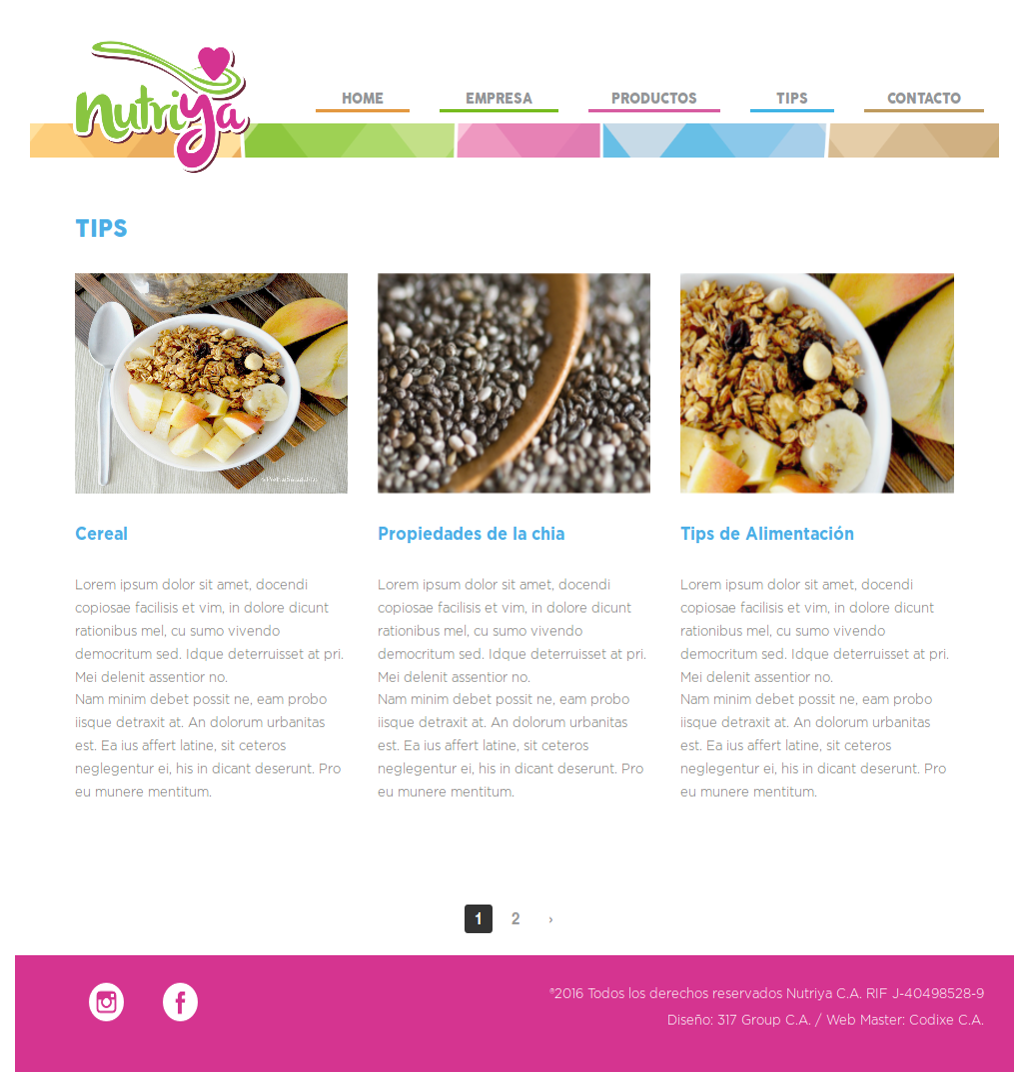 nutriya
HOME EMPRESA PRODUCTOS TIPS CONTACTO
TIPS
Cereal
Lorem ipsum dolor sit amet, docendi
copiosae facilisis et vim, in dolore dicunt
rationibus mel, cu sumo vivendo
democritum sed. Idque deterruisset at pri.
Mei delenit assentior no.
Nam minim debet possit ne, eam probo
iisque detraxit at. An dolorum urbanitas
est. Ea ius affert latine, sit ceteros
neglegentur ei, his in dicant deserunt. Pro
eu munere mentitum.
Propiedades de la chia
Lorem ipsum dolor sit amet, docendi
copiosae facilisis et vim, in dolore dicunt
rationibus mel, cu sumo vivendo
democritum sed. Idque deterruisset at pri.
Mei delenit assentior no.
Nam minim debet possit ne, eam probo
iisque detraxit at. An dolorum urbanitas
est. Ea ius affert latine, sit ceteros
neglegentur ei, his in dicant deserunt. Pro
eu munere mentitum.
Tips de Alimentación
Lorem ipsum dolor sit amet, docendi
copiosae facilisis et vim, in dolore dicunt
rationibus mel, cu sumo vivendo
democritum sed. Idque deterruisset at pri.
Mei delenit assentior no.
Nam minim debet possit ne, eam probo
iisque detraxit at. An dolorum urbanitas
est. Ea ius affert latine, sit ceteros
neglegentur ei, his in dicant deserunt. Pro
eu munere mentitum.
1 2 ›
®2016 Todos los derechos reservados Nutriya C.A. RIF J-40498528-9
Diseño: 317 Group C.A. / Web Master: Codixe C.A.